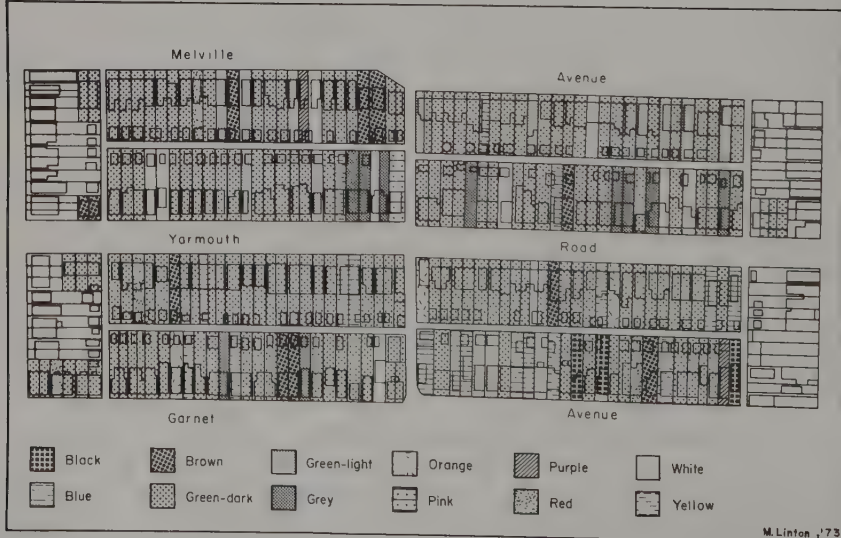 Melville
Avenue
Yarmouth
Road
Garnet
Avenue
Black
Brown
Green-light
Orange
Purple
White
Blue
Green-dark
Grey
Pink
Red
Yellow
M. Linton ,'73